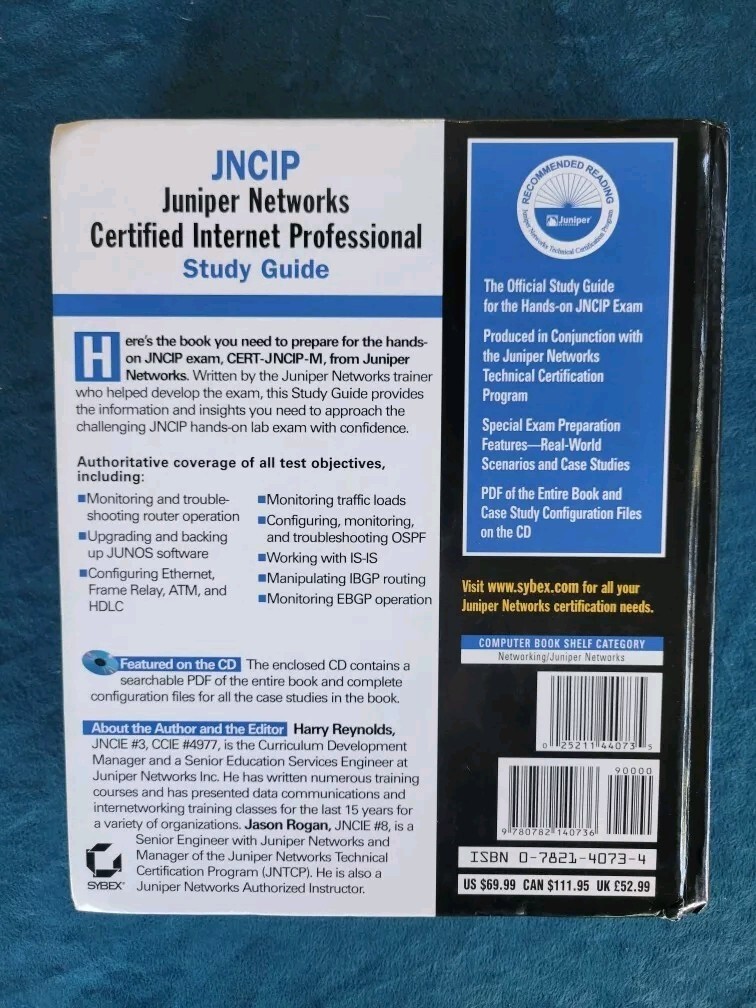 JNCIP
Juniper Networks
Certified Internet Professional
Study Guide
Here's the book you need to prepare for the hands-
on JNCIP exam, CERT-JNCIP-M, from Juniper
Networks. Written by the Juniper Networks trainer
who helped develop the exam, this Study Guide provides
the information and insights you need to approach the
challenging JNCIP hands-on lab exam with confidence.
Authoritative coverage of all test objectives,
including:
■Monitoring and trouble-
shooting router operation
■Upgrading and backing
up JUNOS software
■Configuring Ethernet,
Frame Relay, ATM, and
HDLC
■Monitoring traffic loads
■Configuring, monitoring,
and troubleshooting OSPF
■Working with IS-IS
■Manipulating IBGP routing
■Monitoring EBGP operation
Featured on the CD The enclosed CD contains a
searchable PDF of the entire book and complete
configuration files for all the case studies in the book.
About the Author and the Editor Harry Reynolds,
JNCIE #3, CCIE #4977, is the Curriculum Development
Manager and a Senior Education Services Engineer at
Juniper Networks Inc. He has written numerous training
courses and has presented data communications and
internetworking training classes for the last 15 years for
a variety of organizations. Jason Rogan, JNCIE #8, is a
Senior Engineer with Juniper Networks and
Manager of the Juniper Networks Technical
Certification Program (JNTCP). He is also a
Juniper Networks Authorized Instructor.
SYBEX®
RECOMMENDED READING
Juniper
Juniper Networks Technical Certification Program
The Official Study Guide
for the Hands-on JNCIP Exam
Produced in Conjunction with
the Juniper Networks
Technical Certification
Program
Special Exam Preparation
Features—Real-World
Scenarios and Case Studies
PDF of the Entire Book and
Case Study Configuration Files
on the CD
Visit www.sybex.com for all your
Juniper Networks certification needs.
COMPUTER BOOK SHELF CATEGORY
Networking/Juniper Networks
0 25211 44073 5
90000
9 780782 140736
ISBN 0-7821-4073-4
US $69.99 CAN $111.95 UK £52.99